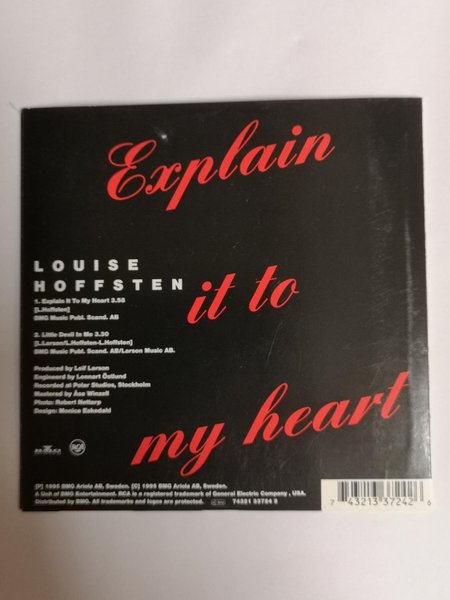 Explain
it to
my heart
LOUISE
HOFFSTEN
1. Explain It To My Heart 3.58
[L.Hoffsten]
BMG Music Publ. Scand. AB
2. Little Devil In Me 3.30
[L.Larson/L.Hoffsten-L.Hoffsten]
BMG Music Publ. Scand. AB/Larson Music AB.
Produced by Leif Larson
Engineered by Lennart Östlund
Recorded at Polar Studios, Stockholm
Mastered by Åsa Winzell
Photo: Robert Nettarp
Design: Monica Eskedahl
BMG RCA
[P] 1995 BMG Ariola AB, Sweden. [C] 1995 BMG Ariola AB, Sweden.
A Unit of BMG Entertainment. RCA is a registered trademark of General Electric Company , USA.
Distributed by BMG. All trademarks and logos are protected. 74321 33724 2
7 43213 37242 6